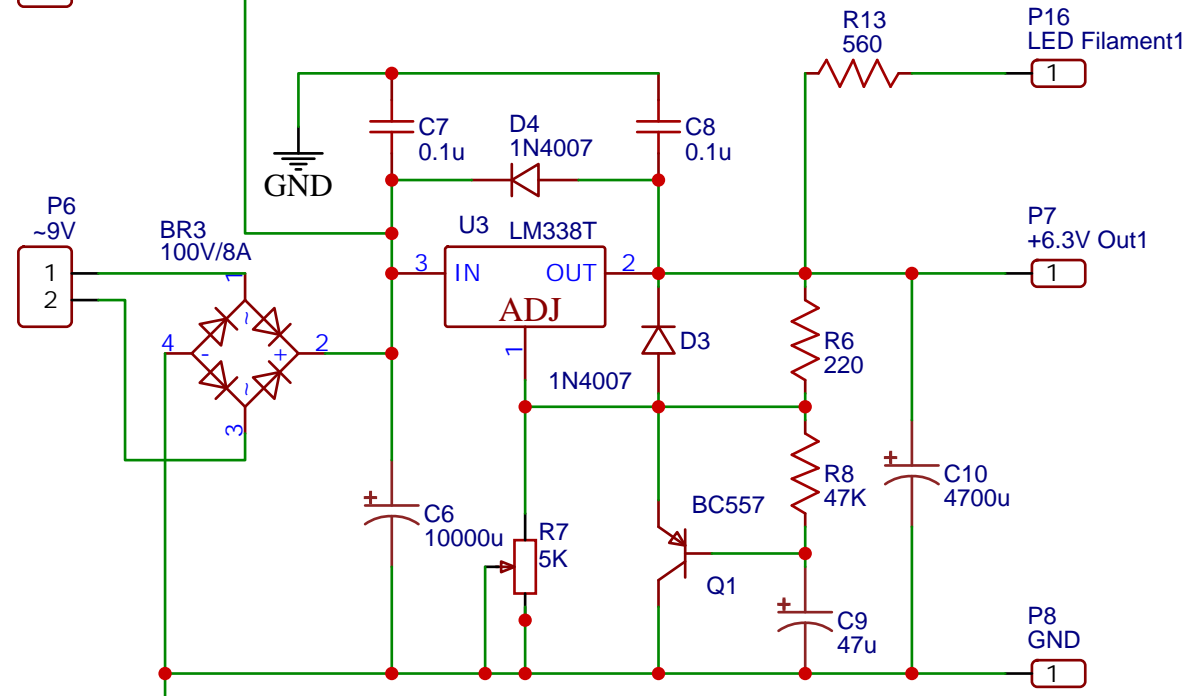 R13
560
P16
LED Filament1
1
C7
0.1u
D4
1N4007
C8
0.1u
GND
P6
~9V
1
2
BR3
100V/8A
1
~
4
-
+
2
~
3
U3
LM338T
3
IN
OUT
2
ADJ
1
P7
+6.3V Out1
1
D3
1N4007
R6
220
R8
47K
+
C10
4700u
+
C6
10000u
R7
5K
BC557
Q1
+
C9
47u
P8
GND
1